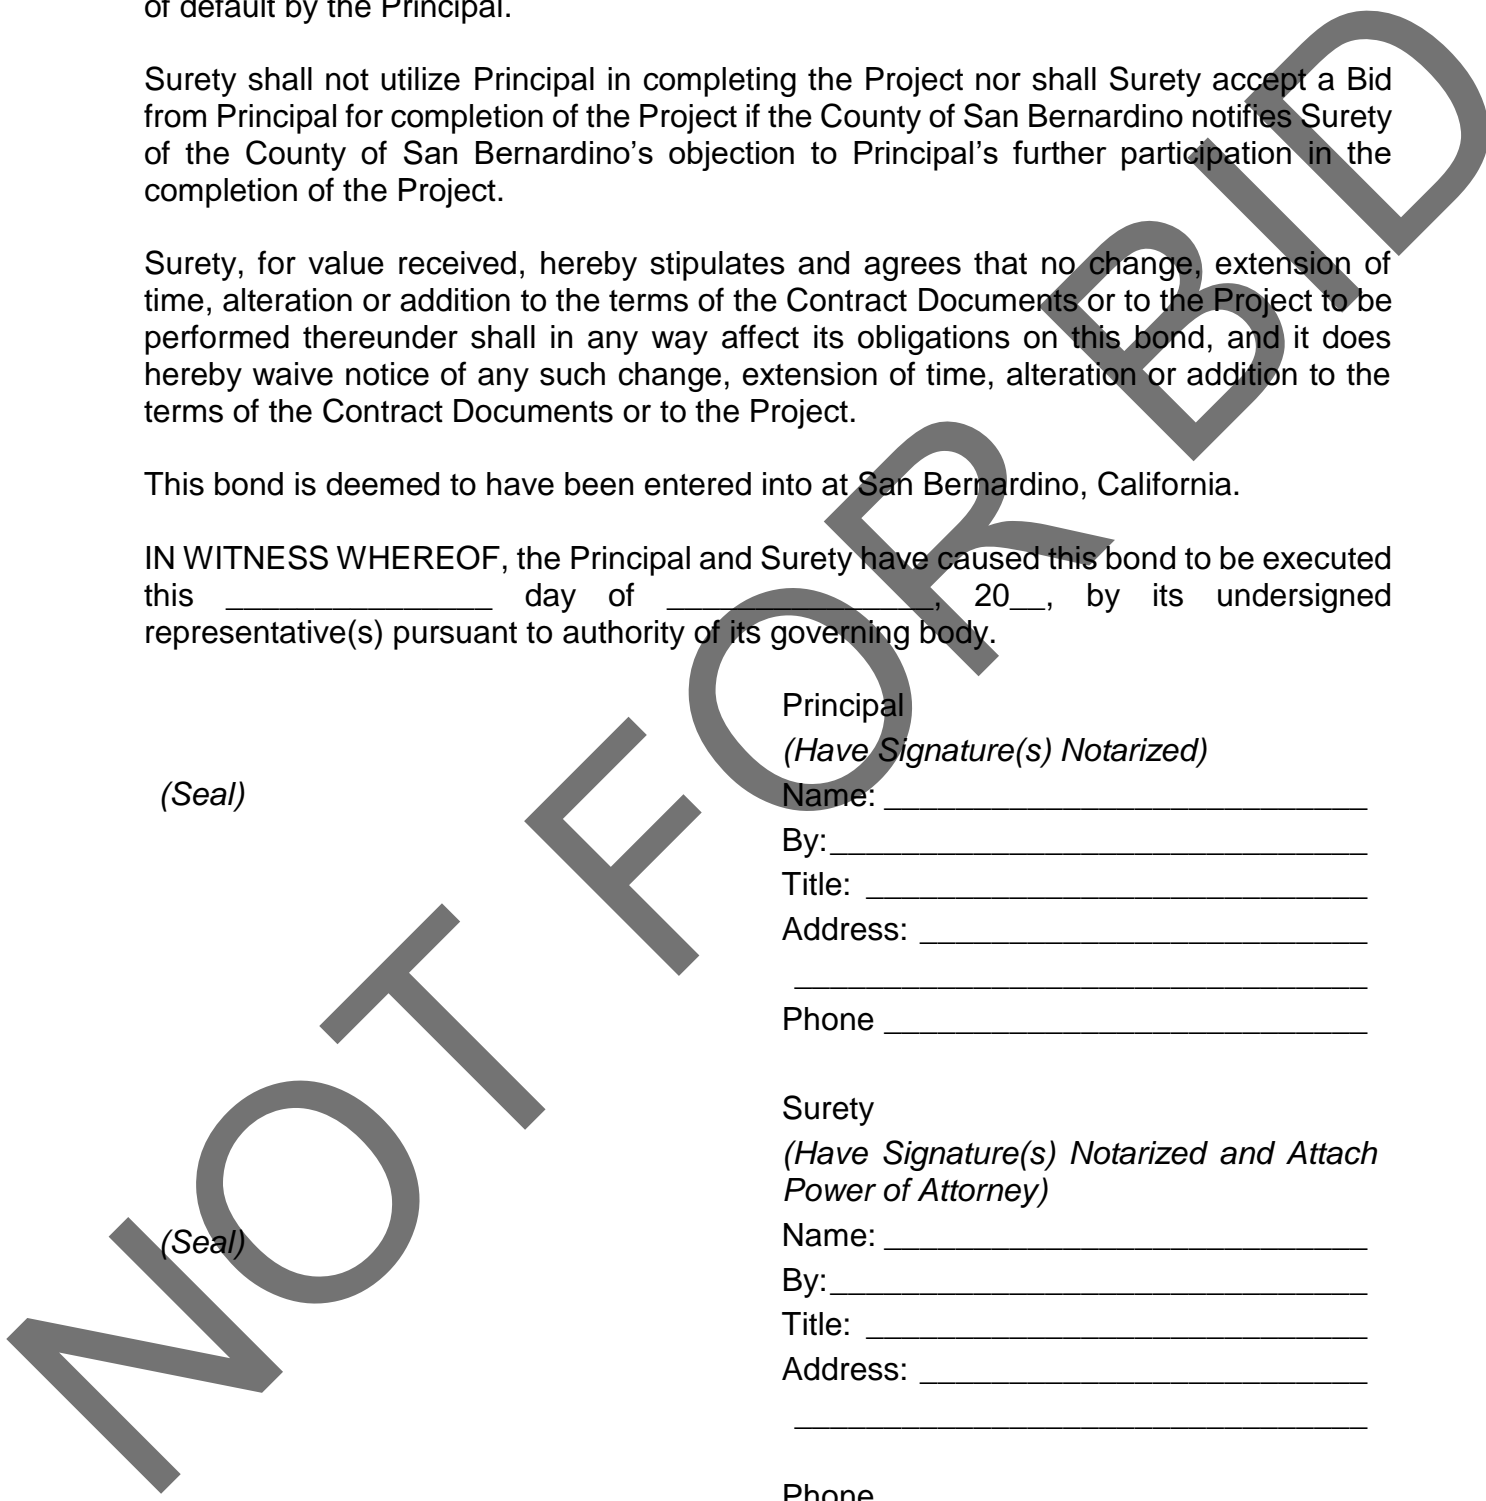 of default by the Principal.
Surety shall not utilize Principal in completing the Project nor shall Surety accept a Bid
from Principal for completion of the Project if the County of San Bernardino notifies Surety
of the County of San Bernardino’s objection to Principal’s further participation in the
completion of the Project.
Surety, for value received, hereby stipulates and agrees that no change, extension of
time, alteration or addition to the terms of the Contract Documents or to the Project to be
performed thereunder shall in any way affect its obligations on this bond, and it does
hereby waive notice of any such change, extension of time, alteration or addition to the
terms of the Contract Documents or to the Project.
This bond is deemed to have been entered into at San Bernardino, California.
IN WITNESS WHEREOF, the Principal and Surety have caused this bond to be executed
this _______________ day of _______________, 20__, by its undersigned
representative(s) pursuant to authority of its governing body.
Principal
(Have Signature(s) Notarized)
(Seal)
Name: ___________________________
By:______________________________
Title: ____________________________
Address: _________________________
________________________________
Phone ___________________________
Surety
(Have Signature(s) Notarized and Attach
Power of Attorney)
(Seal)
Name: ___________________________
By:______________________________
Title: ____________________________
Address: _________________________
________________________________
Phone
NOT FOR BID